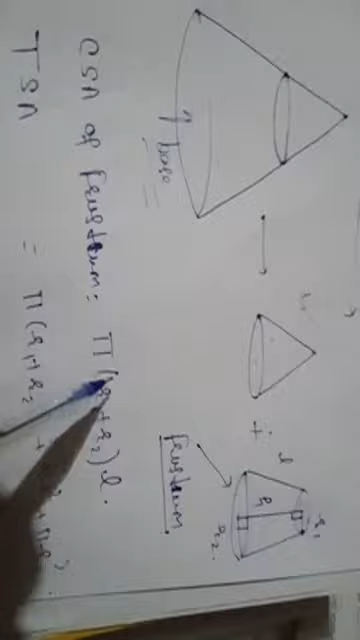 base
+
l
h
r₁
r₂
frustum
CSA of frustum = π(r₁+r₂)l.
TSA = π(r₁+r₂